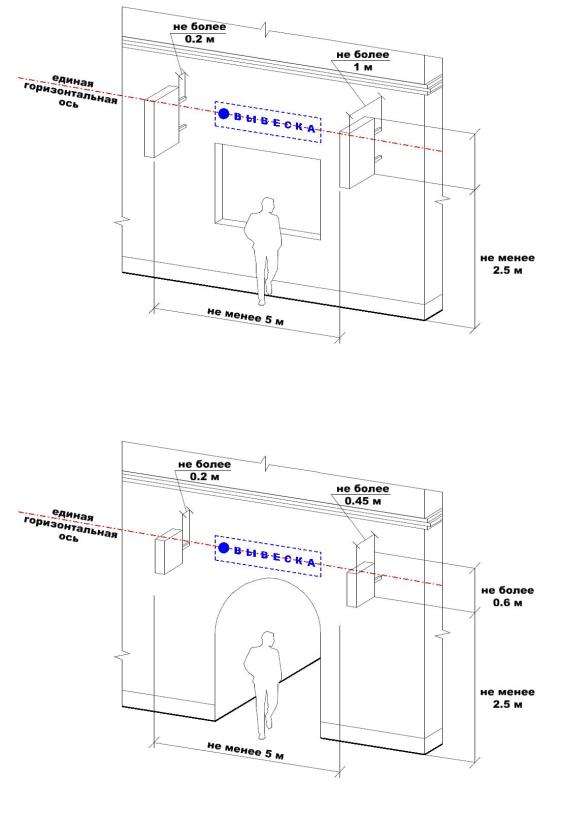 не более
0.2 м
не более
1 м
единая
горизонтальная
ось
ВЫВЕСКА
не менее
2.5 м
не менее 5 м
не более
0.2 м
не более
0.45 м
единая
горизонтальная
ось
ВЫВЕСКА
не более
0.6 м
не менее
2.5 м
не менее 5 м